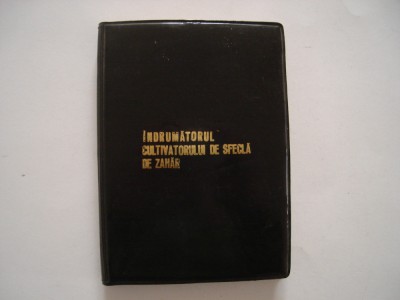 ÎNDRUMĂTORUL
CULTIVATORULUI DE SFECLĂ
DE ZAHĂR